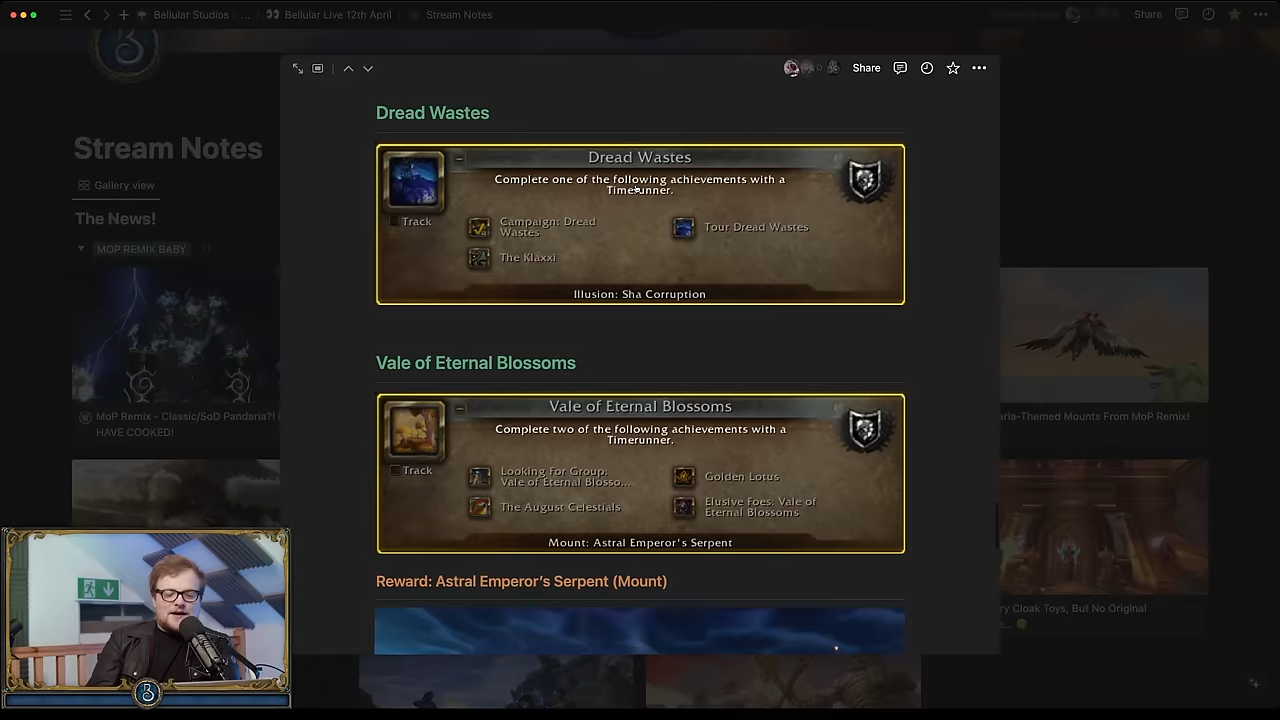 Bellular Studios
...
Bellular Live 12th April
Stream Notes
Share
Share
Dread Wastes
Dread Wastes
Complete one of the following achievements with a
Timerunner.
Track
Campaign: Dread
Wastes
Tour Dread Wastes
The Klaxxi
Illusion: Sha Corruption
Stream Notes
Gallery view
The News!
MOP REMIX BABY
MoP Remix - Classic/SoD Pandaria?!
HAVE COOKED!
Vale of Eternal Blossoms
Vale of Eternal Blossoms
Complete two of the following achievements with a
Timerunner.
Track
Looking For Group:
Vale of Eternal Blosso...
Golden Lotus
The August Celestials
Elusive Foes: Vale of
Eternal Blossoms
Mount: Astral Emperor's Serpent
Reward: Astral Emperor’s Serpent (Mount)
aria-Themed Mounts From MoP Remix!
ry Cloak Toys, But No Original
B